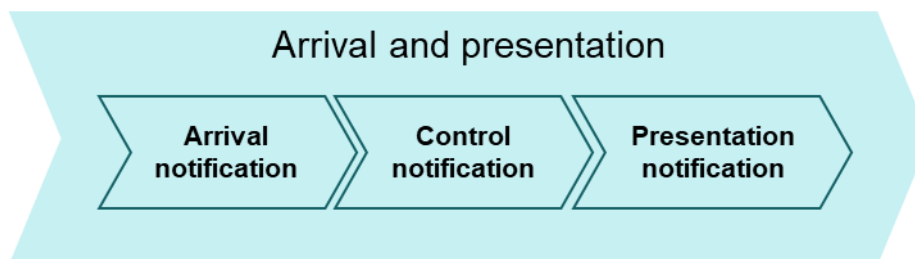 Arrival and presentation
Arrival
notification
Control
notification
Presentation
notification